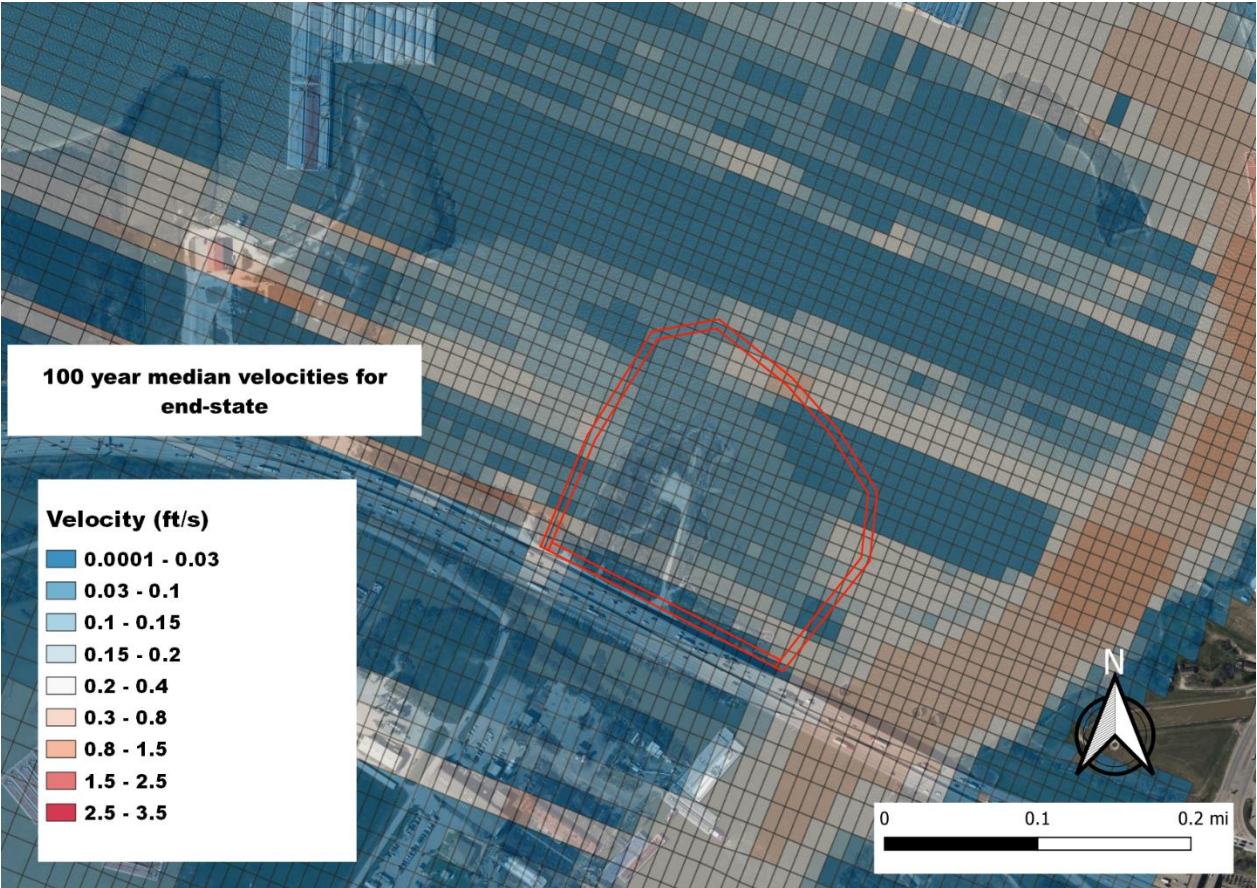 100 year median velocities for
end-state
Velocity (ft/s)
0.0001 - 0.03
0.03 - 0.1
0.1 - 0.15
0.15 - 0.2
0.2 - 0.4
0.3 - 0.8
0.8 - 1.5
1.5 - 2.5
2.5 - 3.5
N
0 0.1 0.2 mi